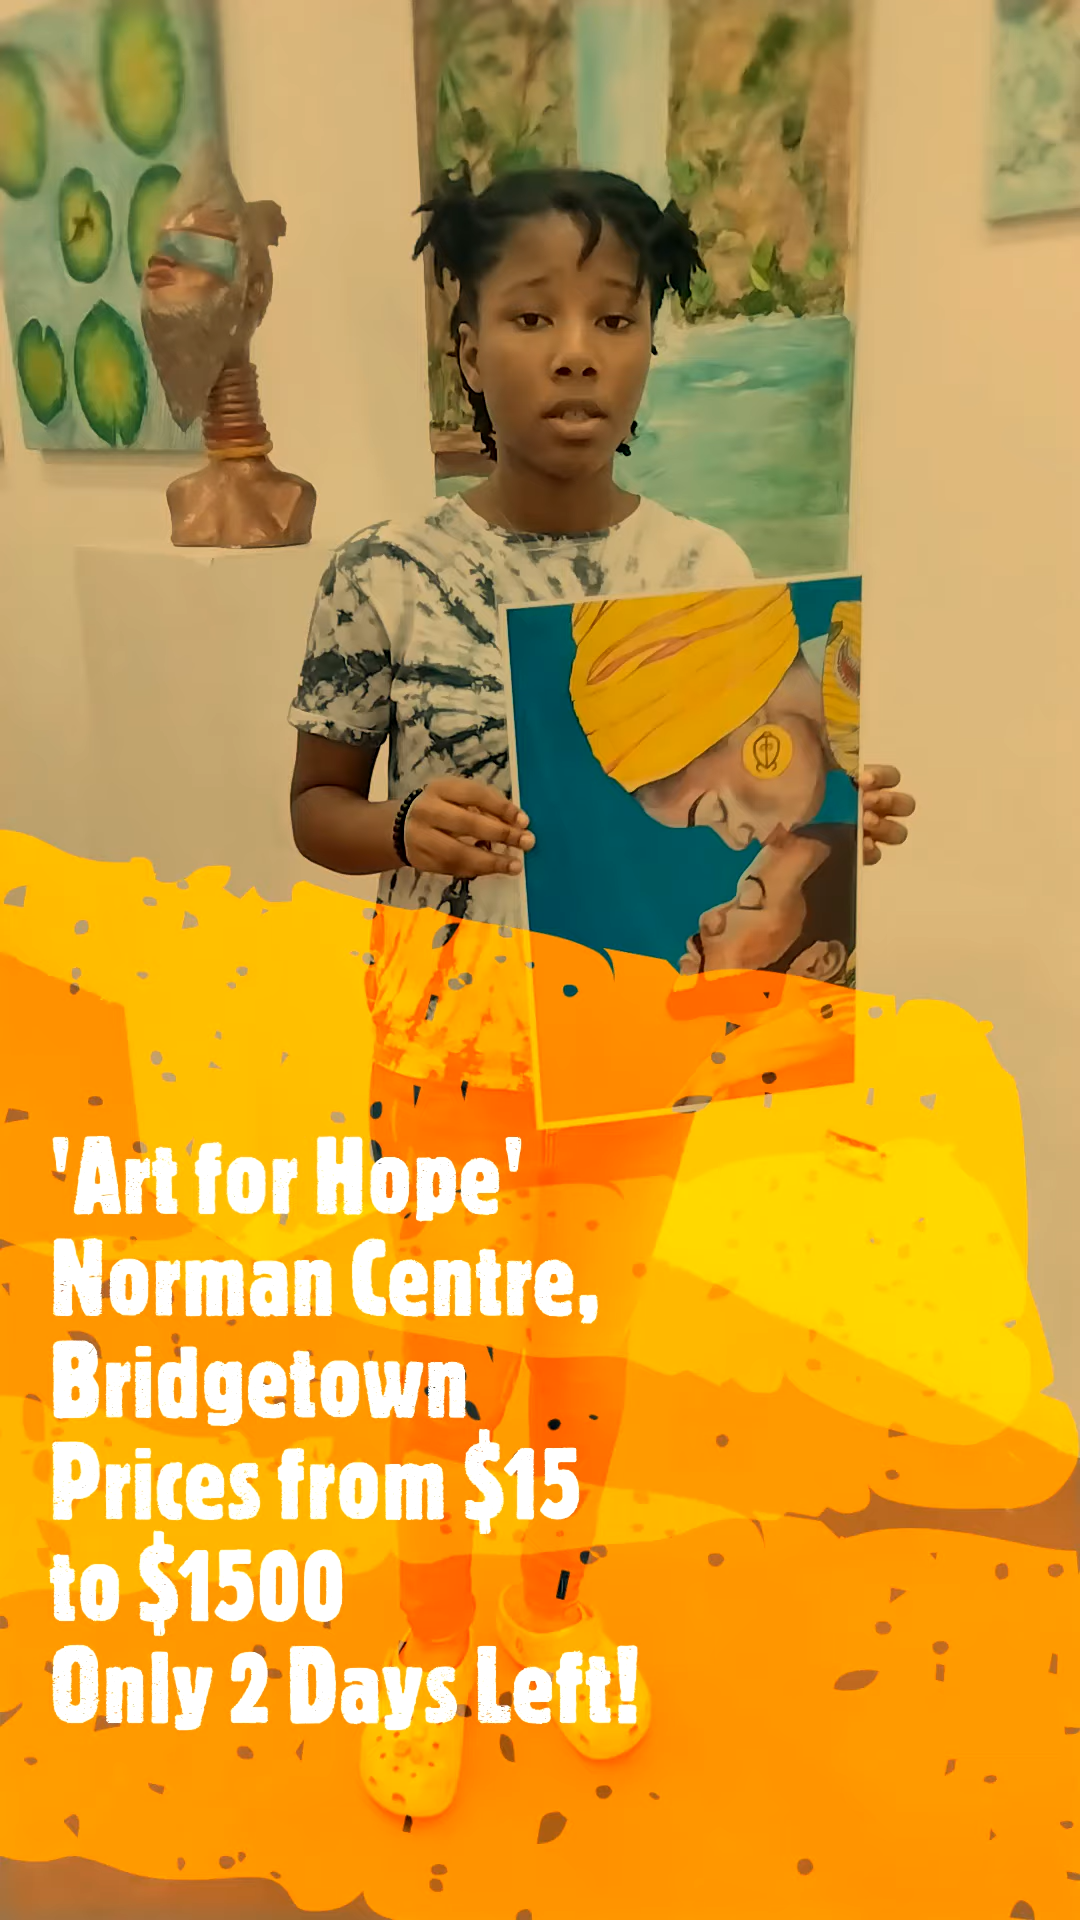 'Art for Hope'
Norman Centre,
Bridgetown
Prices from $15
to $1500
Only 2 Days Left!